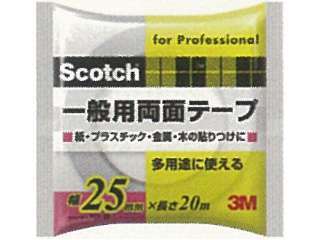 for Professional
Scotch
一般用両面テープ
紙・プラスチック・金属・木の貼りつけに
多用途に使える
幅25mm×長さ20m
3M